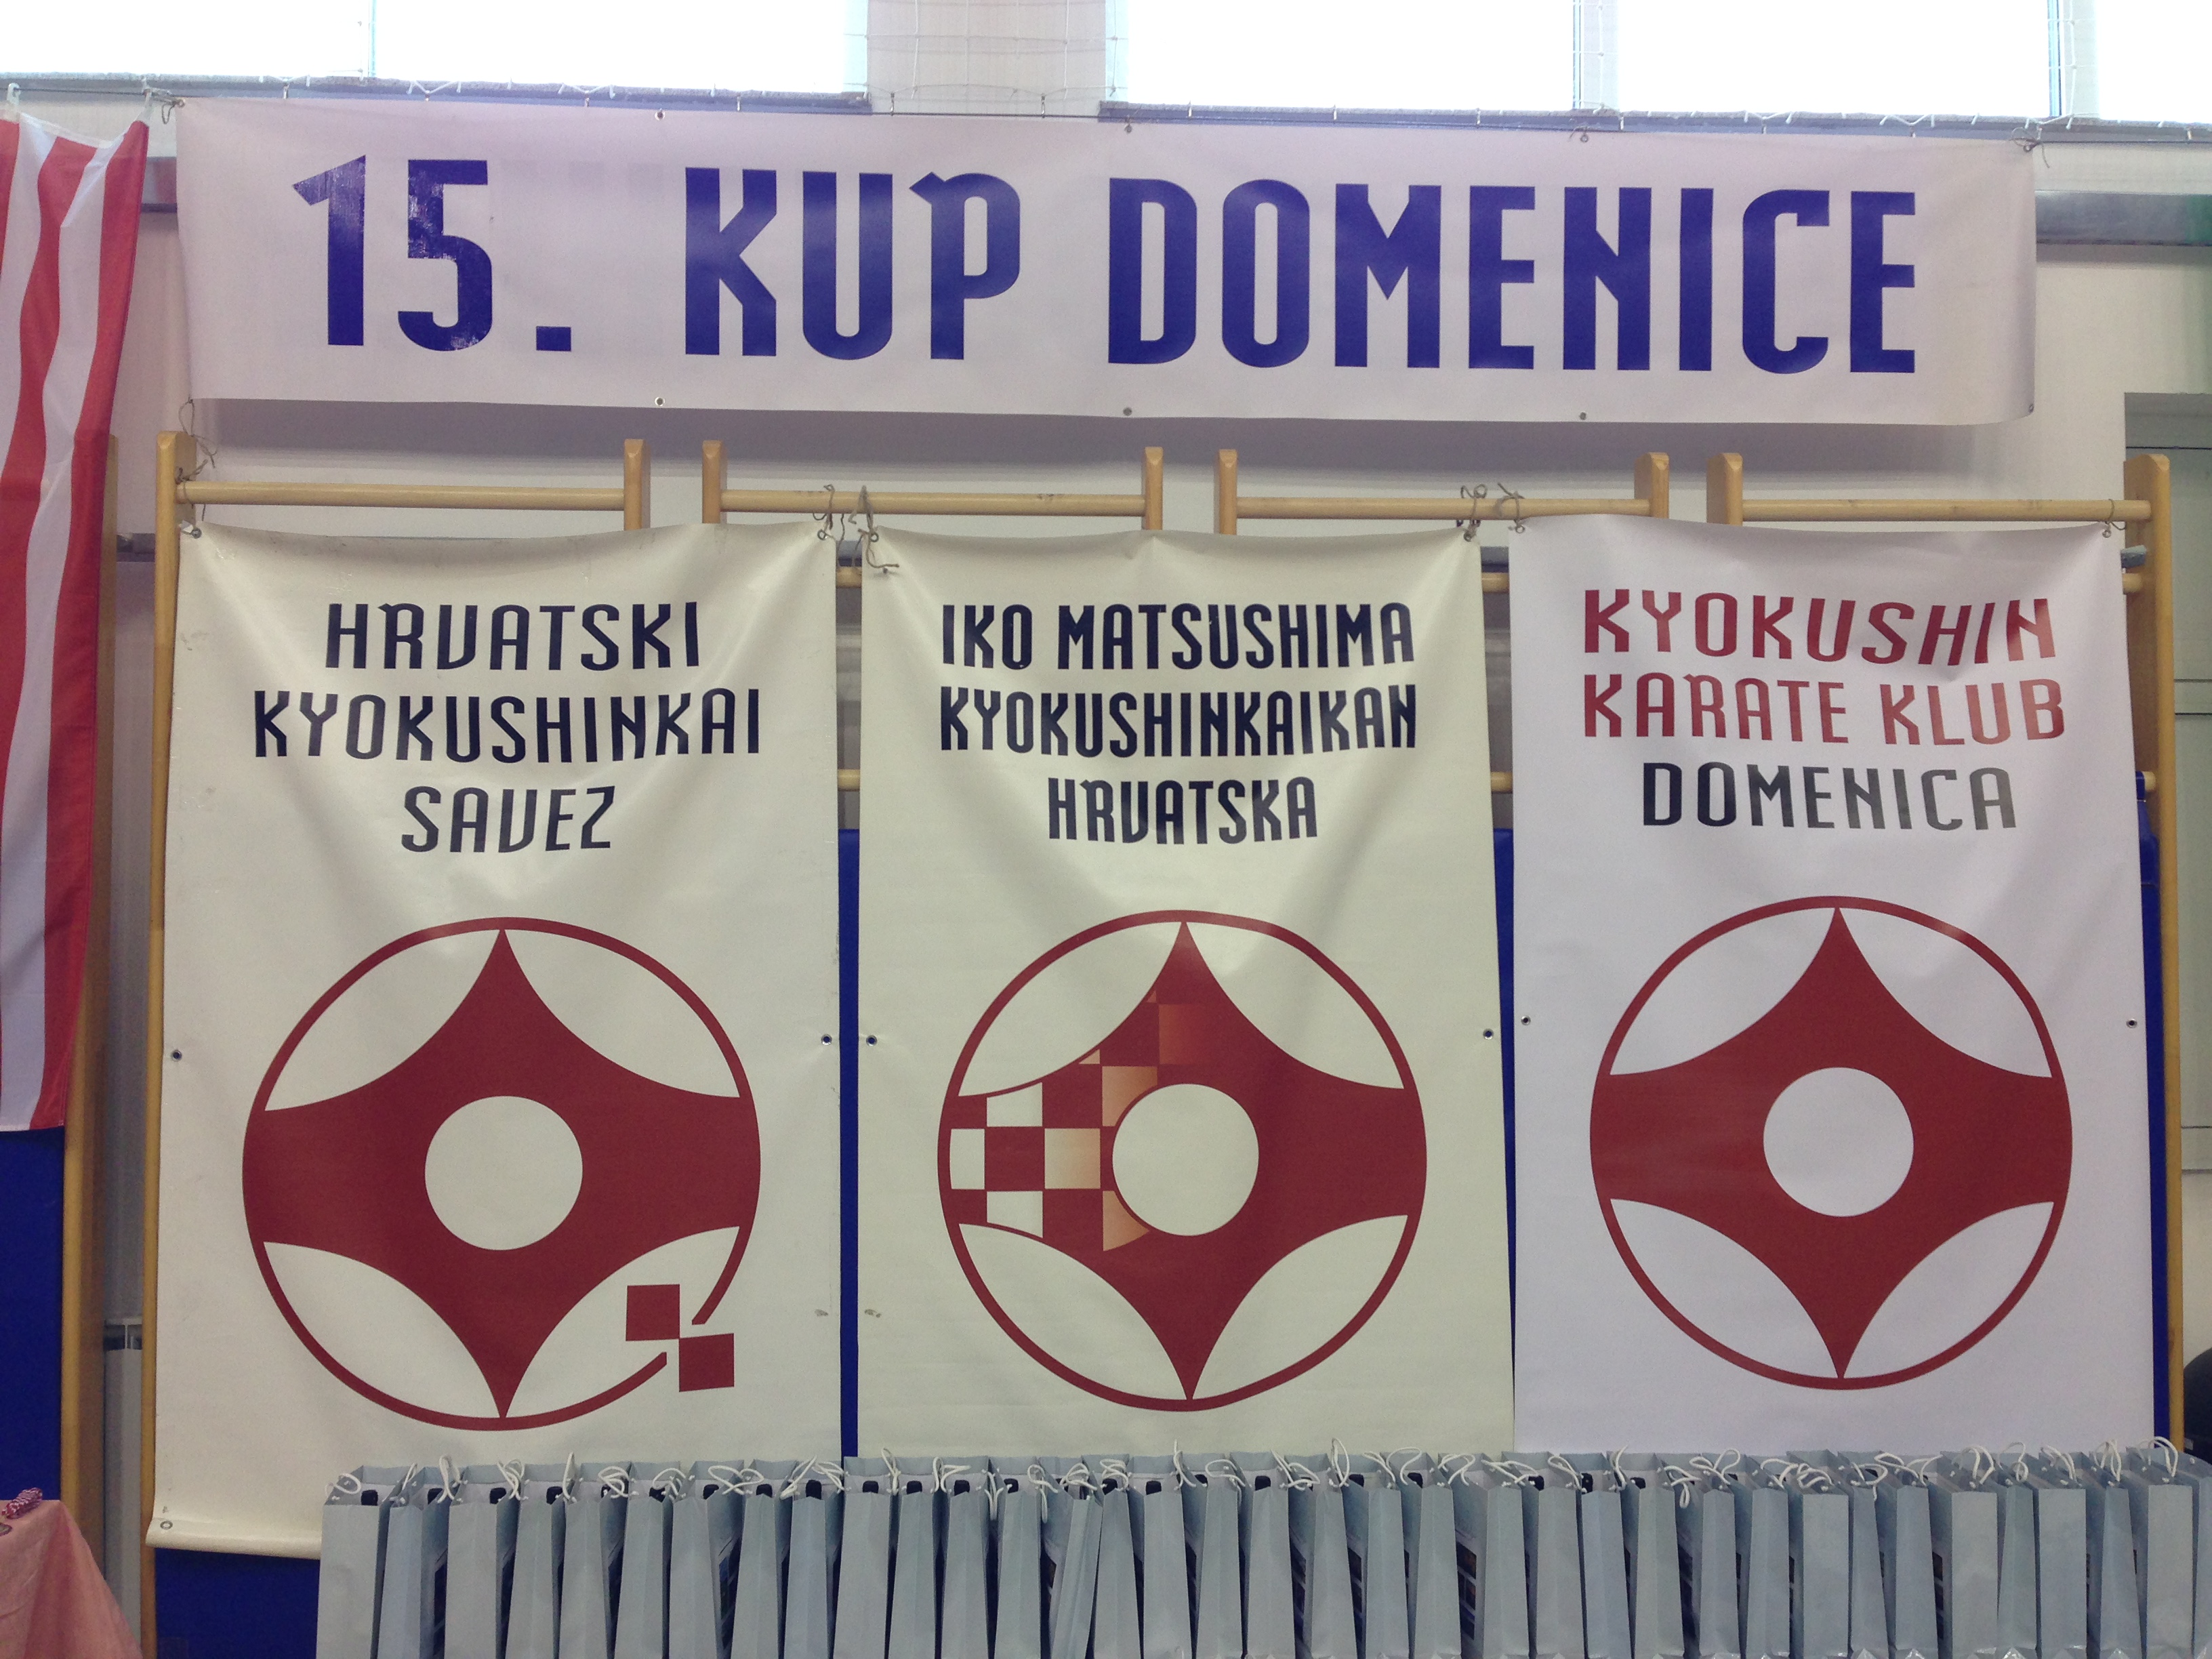 15. KUP DOMENICE
HRVATSKI
KYOKUSHINKAI
SAVEZ
IKO MATSUSHIMA
KYOKUSHINKAIKAN
HRVATSKA
KYOKUSHIN
KARATE KLUB
DOMENICA